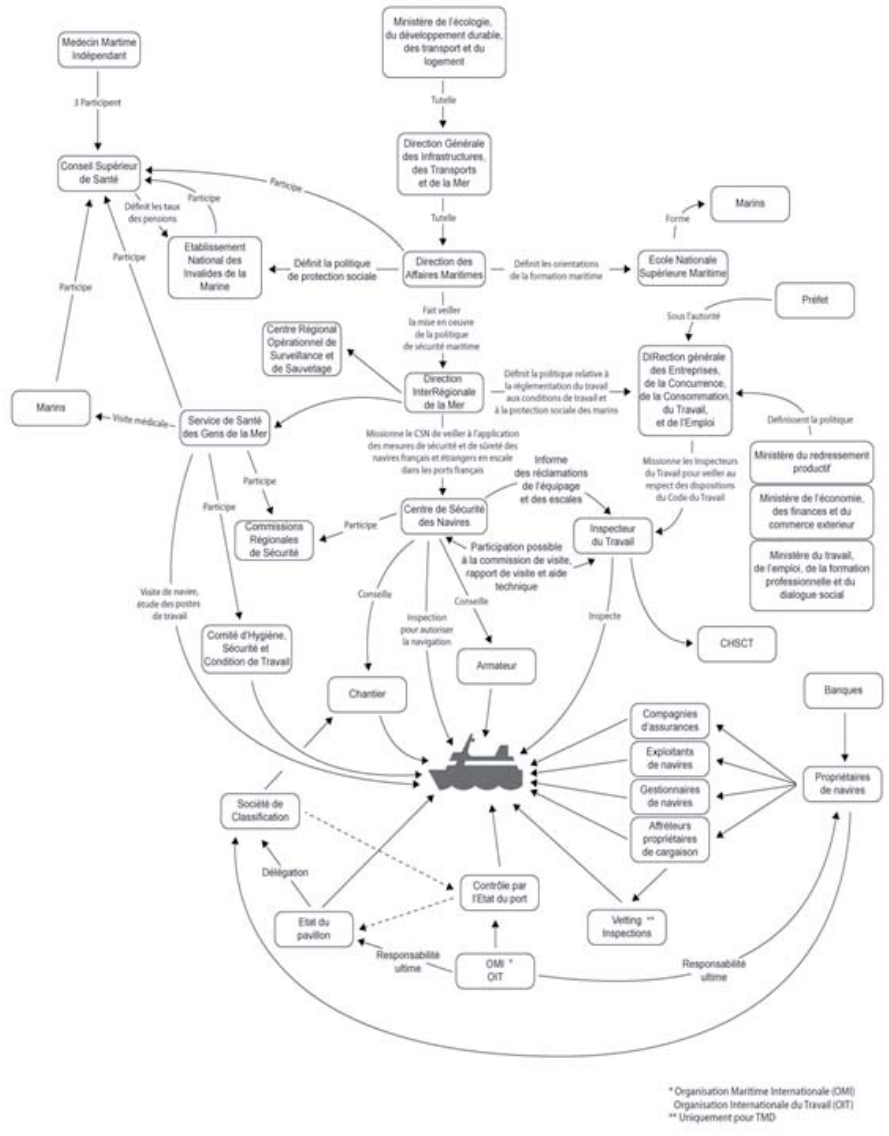 Ministère de l'écologie,
du développement durable,
des transport et du
logement
Medecin Martime
Indépendant
3 Participent
Tutelle
Direction Générale
des Infrastructures,
des Transports
et de la Mer
Conseil Supérieur
de Santé
Participe
Tutelle
Définit les taux
des pensions
Participe
Forme
Marins
Etablissement
National des
Invalides de la
Marine
Participe
Définit la politique
de protection sociale
Direction des
Affaires Maritimes
Définit les orientations
de la formation maritime
Ecole Nationale
Supérieure Maritime
Participe
Préfet
Sous l'autorité
Fait veiller
la mise en oeuvre
de la politique
de sécurité maritime
Centre Régional
Opérationnel de
Surveillance et
de Sauvetage
DIRection générale
des Entreprises,
de la Concurrence,
de la Consommation,
du Travail,
et de l'Emploi
Direction
InterRégionale
de la Mer
Définit la politique relative à
la réglementation du travail
aux conditions de travail et
à la protection sociale des marins
Marins
Visite médicale
Service de Santé
des Gens de la Mer
Définissent la politique
Missionne le CSN de veiller à l'application
des mesures de sécurité et de sûreté des
navires français et étrangers en escale
dans les ports français
Ministère du redressement
productif
Missionne les Inspecteurs
du Travail pour veiller au
respect des dispositions
du Code du Travail
Informe
des réclamations
de l'équipage
et des escales
Participe
Participe
Ministère de l'économie,
des finances et du
commerce exterieur
Centre de Sécurité
des Navires
Commissions
Régionales
de Sécurité
Participe
Inspecteur
du Travail
Ministère du travail,
de l'emploi, de la formation
professionnelle et du
dialogue social
Participation possible
à la commission de visite,
rapport de visite et aide
technique
Visite de navire,
étude des postes
de travail
Conseille
Conseille
Inspection
pour autoriser
la navigation
Inspecte
Comité d'Hygiène,
Sécurité et
Condition de Travail
CHSCT
Armateur
Chantier
Banques
Compagnies
d'assurances
Exploitants
de navires
Propriétaires
de navires
Gestionnaires
de navires
Société de
Classification
Affréteurs
propriétaires
de cargaison
Délégation
Contrôle par
l'Etat du port
Etat du
pavillon
Vetting **
Inspections
Responsabilité
ultime
OMI *
OIT
Responsabilité
ultime
* Organisation Maritime Internationale (OMI)
Organisation Internationale du Travail (OIT)
** Uniquement pour TMD